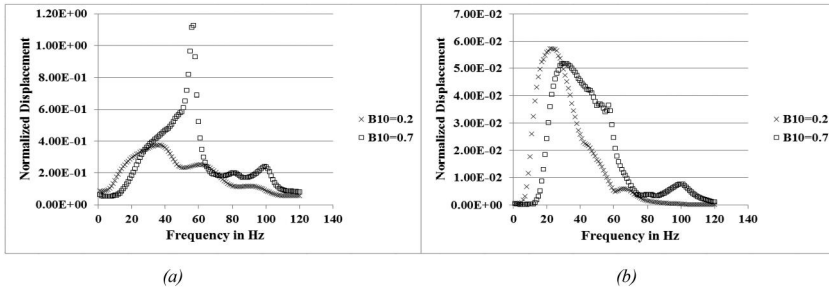 1.20E+00
1.00E+00
8.00E-01
6.00E-01
4.00E-01
2.00E-01
0.00E+00
Normalized Displacement
0 20 40 60 80 100 120 140
Frequency in Hz
× B10=0.2
□ B10=0.7
(a)
7.00E-02
6.00E-02
5.00E-02
4.00E-02
3.00E-02
2.00E-02
1.00E-02
0.00E+00
Normalized Displacement
0 20 40 60 80 100 120 140
Frequency in Hz
× B10=0.2
□ B10=0.7
(b)